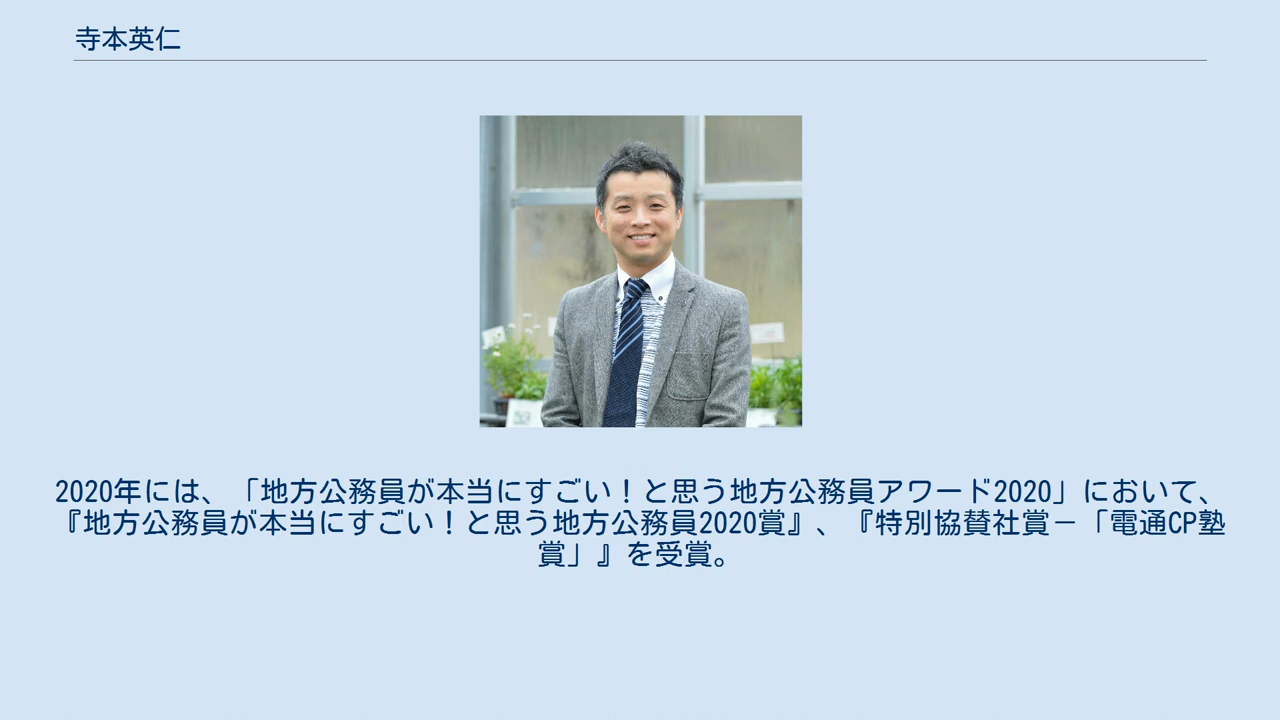 寺本英仁
2020年には、「地方公務員が本当にすごい！と思う地方公務員アワード2020」において、
『地方公務員が本当にすごい！と思う地方公務員2020賞』、『特別協賛社賞－「電通CP塾
賞」』を受賞。